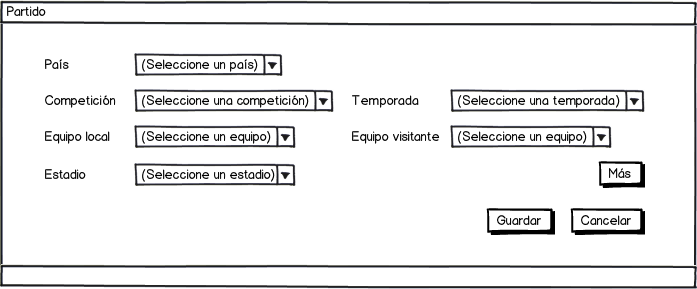 Partido
País (Seleccione un país)
Competición (Seleccione una competición) Temporada (Seleccione una temporada)
Equipo local (Seleccione un equipo) Equipo visitante (Seleccione un equipo)
Estadio (Seleccione un estadio) Más
Guardar Cancelar